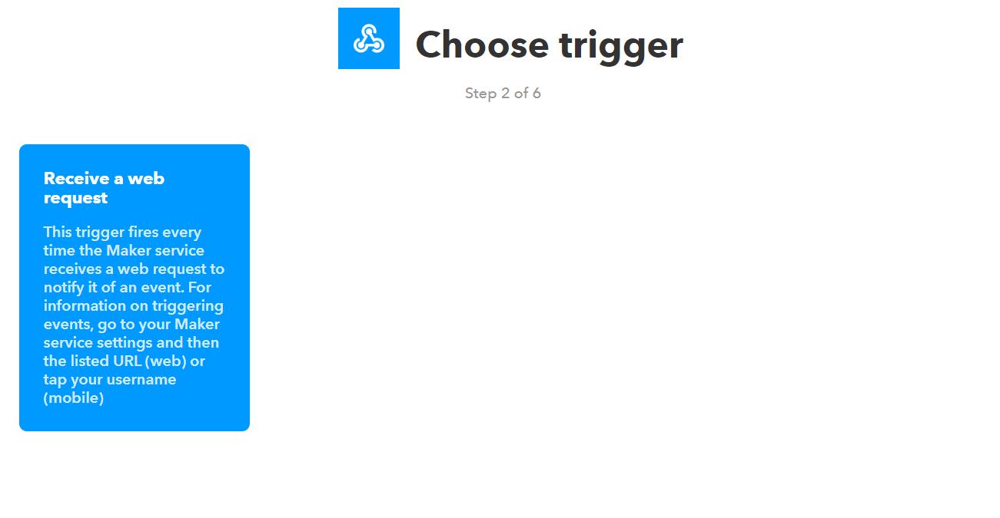 Choose trigger
Step 2 of 6
Receive a web
request
This trigger fires every
time the Maker service
receives a web request to
notify it of an event. For
information on triggering
events, go to your Maker
service settings and then
the listed URL (web) or
tap your username
(mobile)